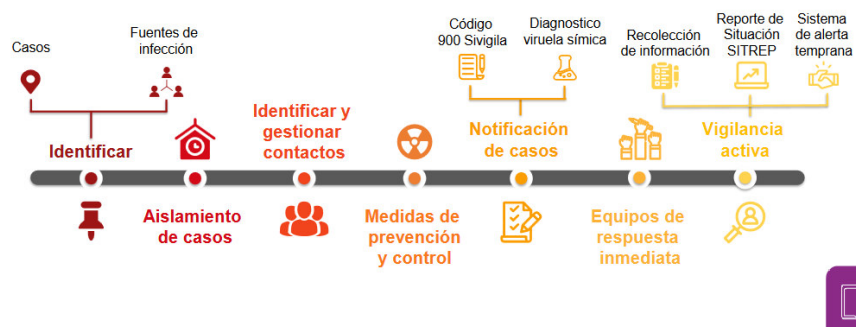 Casos
Fuentes de
infección
Código
900 Sivigila
Diagnostico
viruela símica
Recolección
de información
Reporte de
Situación
SITREP
Sistema
de alerta
temprana
Identificar
Identificar y
gestionar
contactos
Notificación
de casos
Vigilancia
activa
Aislamiento
de casos
Medidas de
prevención
y control
Equipos de
respuesta
inmediata